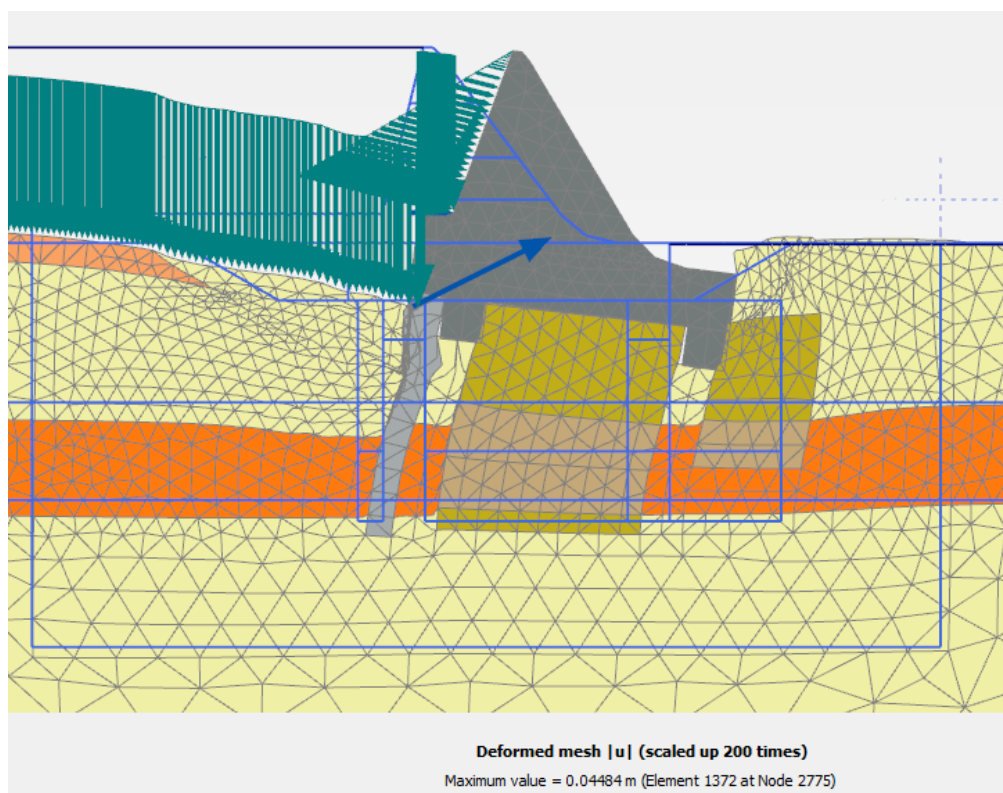 Deformed mesh |u| (scaled up 200 times)
Maximum value = 0.04484 m (Element 1372 at Node 2775)